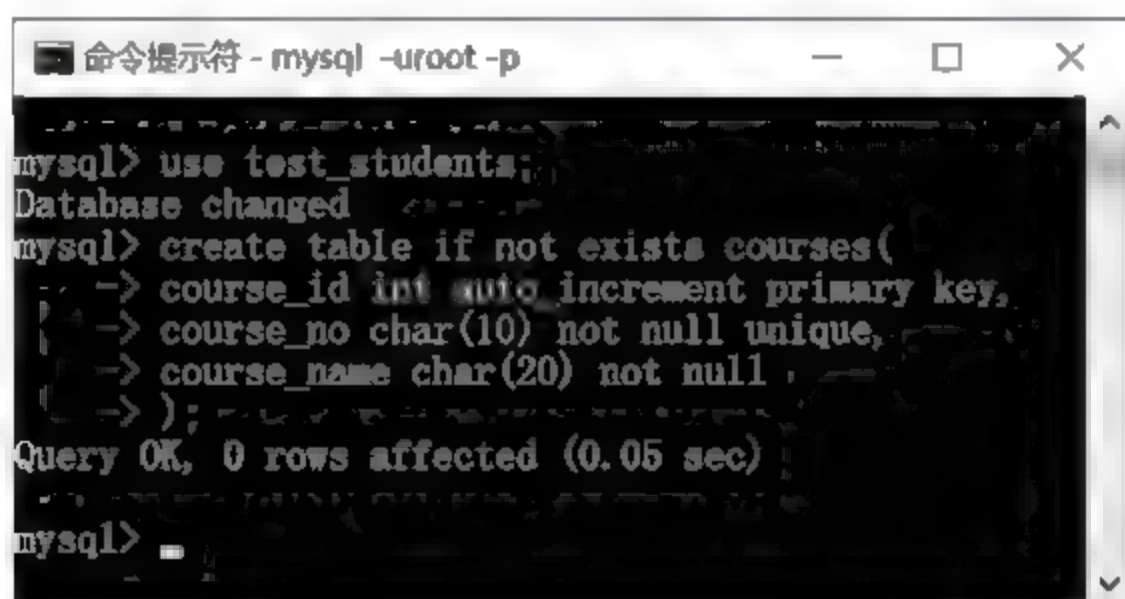 命令提示符 - mysql -uroot -p
mysql> use test_students;
Database changed
mysql> create table if not exists courses(
-> course_id int auto_increment primary key,
-> course_no char(10) not null unique,
-> course_name char(20) not null
-> );
Query OK, 0 rows affected (0.05 sec)
mysql>